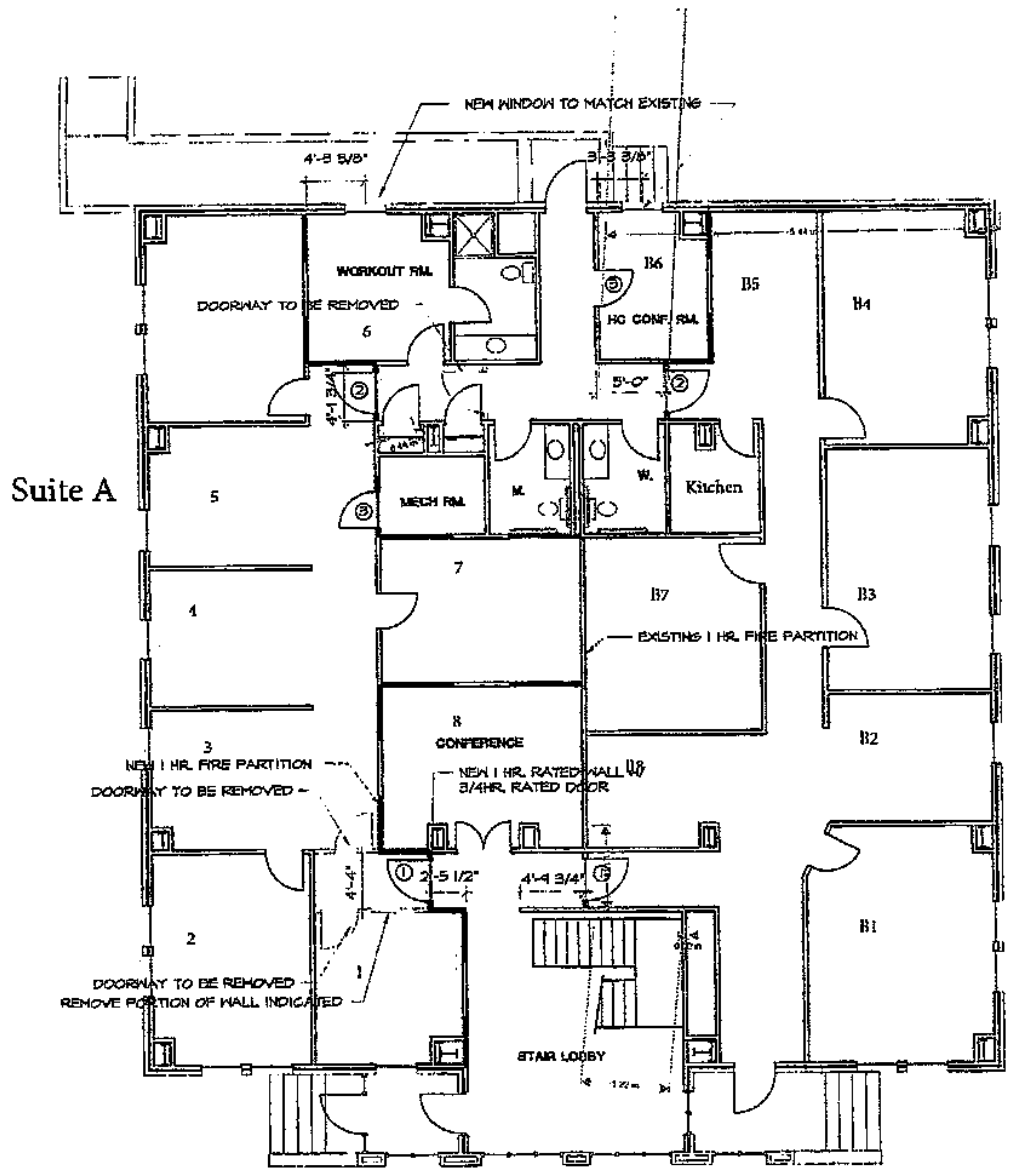 NEW WINDOW TO MATCH EXISTING
4'-8 5/8"
3'-3 3/8"
WORKOUT RM.
B6
B5
B4
DOORWAY TO BE REMOVED
6
HC CONF. RM.
4'-1 3/4"
2
5'-0"
2
Suite A
5
3
MECH RM.
M.
W.
Kitchen
7
B7
B3
4
EXISTING 1 HR. FIRE PARTITION
8
CONFERENCE
B2
3
NEW 1 HR. FIRE PARTITION
NEW 1 HR. RATED WALL
B8
3/4HR. RATED DOOR
DOORWAY TO BE REMOVED
4'-4"
1
2'-5 1/2"
4'-9 3/4"
1
2
B1
1
DOORWAY TO BE REMOVED
REMOVE PORTION OF WALL INDICATED
STAIR LOBBY